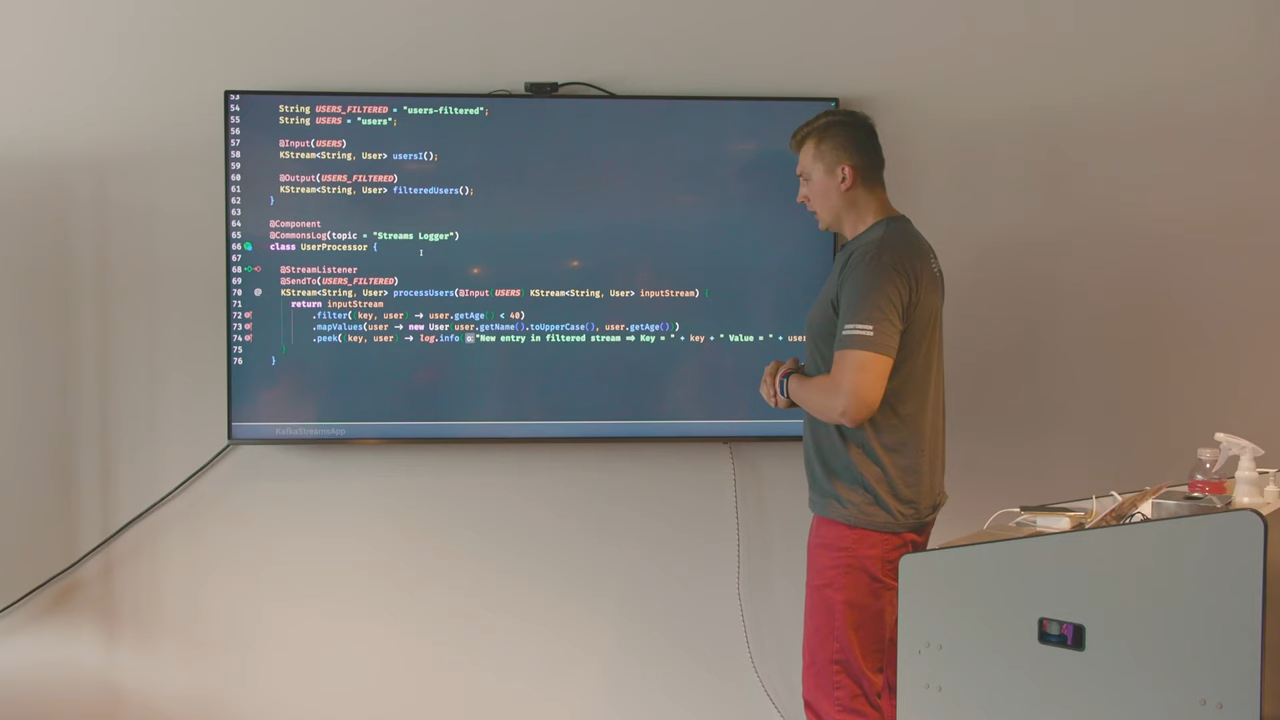 53
54 String USERS_FILTERED = "users-filtered";
55 String USERS = "users";
56
57 @Input(USERS)
58 KStream<String, User> usersI();
59
60 @Output(USERS_FILTERED)
61 KStream<String, User> filteredUsers();
62 }
63
64 @Component
65 @CommonsLog(topic = "Streams Logger")
66 class UserProcessor {
67
68 @StreamListener
69 @SendTo(USERS_FILTERED)
70 KStream<String, User> processUsers(@Input(USERS) KStream<String, User> inputStream) {
71 return inputStream
72 .filter((key, user) → user.getAge() < 40)
73 .mapValues(user → new User(user.getName().toUpperCase(), user.getAge()))
74 .peek((key, user) → log.info(o: "New entry in filtered stream ⇒ Key = " + key + " Value = " + user
75 }
76 }
KafkaStreamsApp